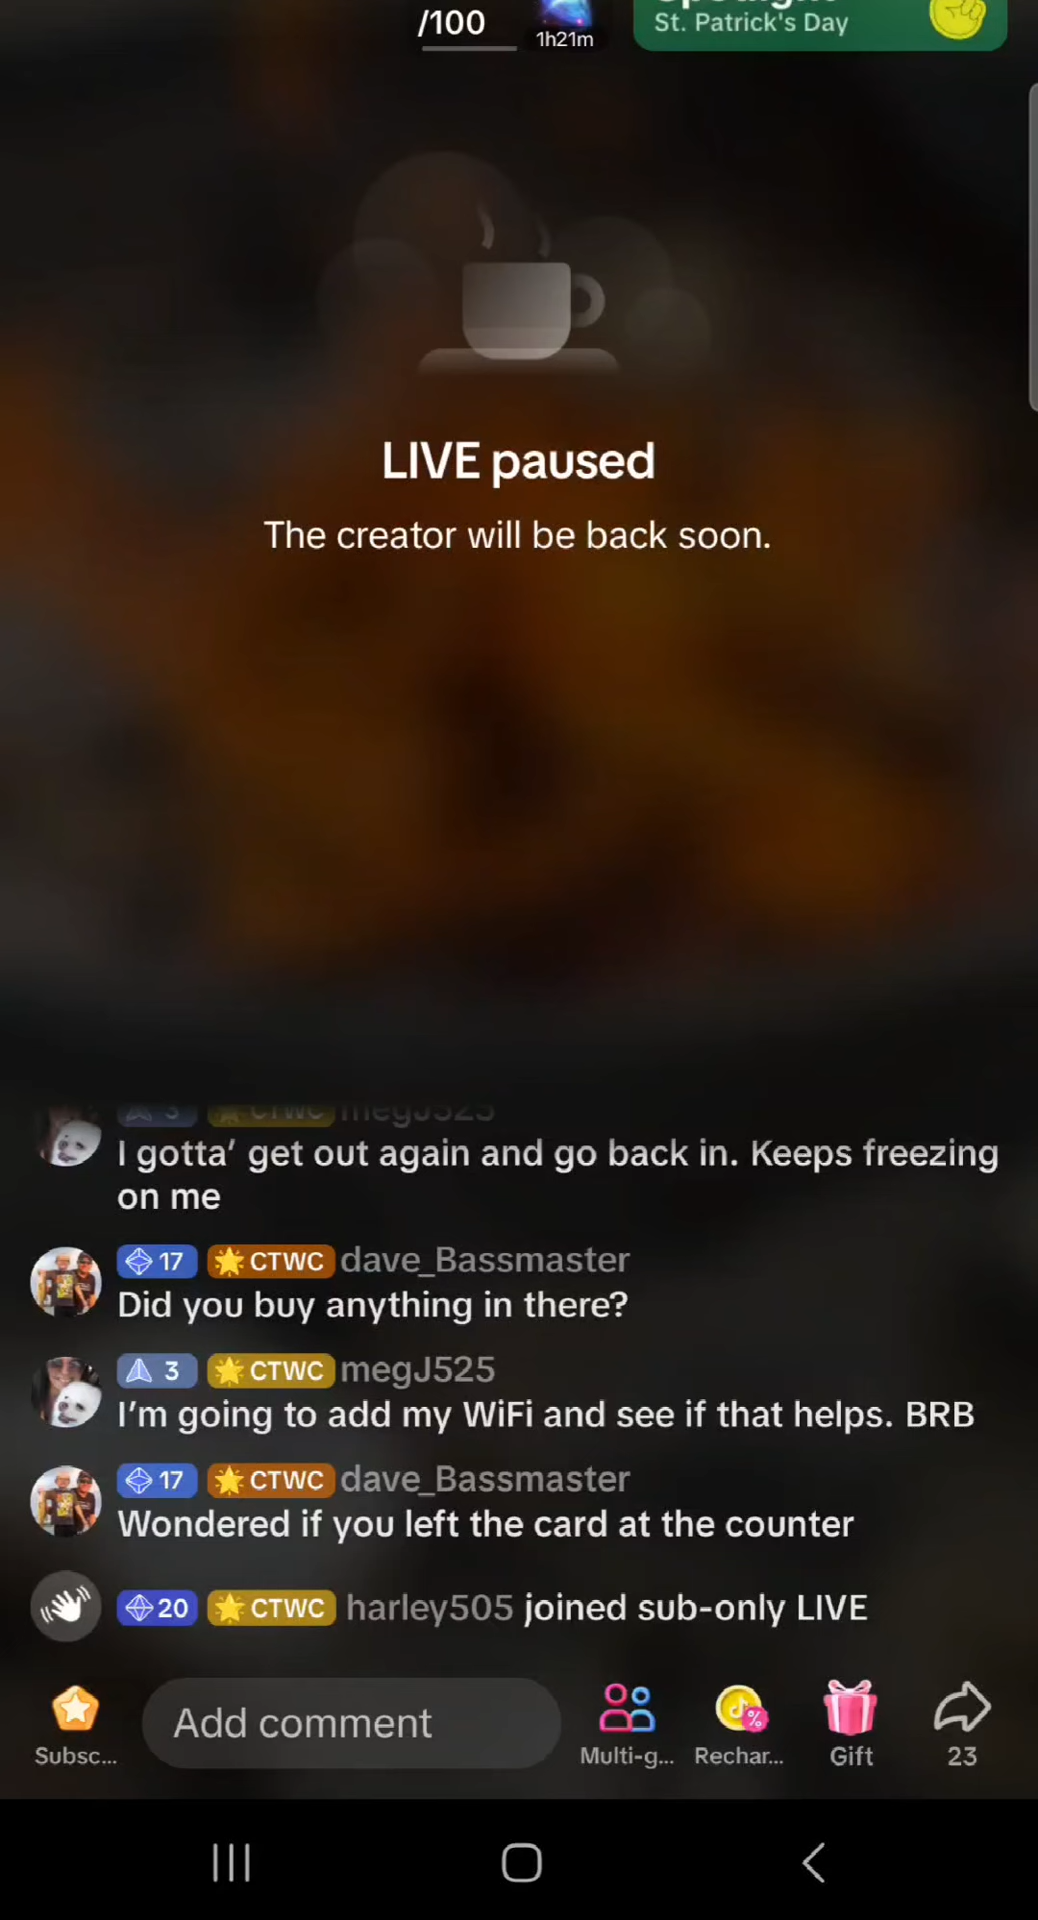 /100
1h21m
St. Patrick's Day
LIVE paused
The creator will be back soon.
3 CTWC megJ525
I gotta’ get out again and go back in. Keeps freezing
on me
17 CTWC dave_Bassmaster
Did you buy anything in there?
3 CTWC megJ525
I’m going to add my WiFi and see if that helps. BRB
17 CTWC dave_Bassmaster
Wondered if you left the card at the counter
20 CTWC harley505 joined sub-only LIVE
Add comment
Subsc... Multi-g... Rechar... Gift 23